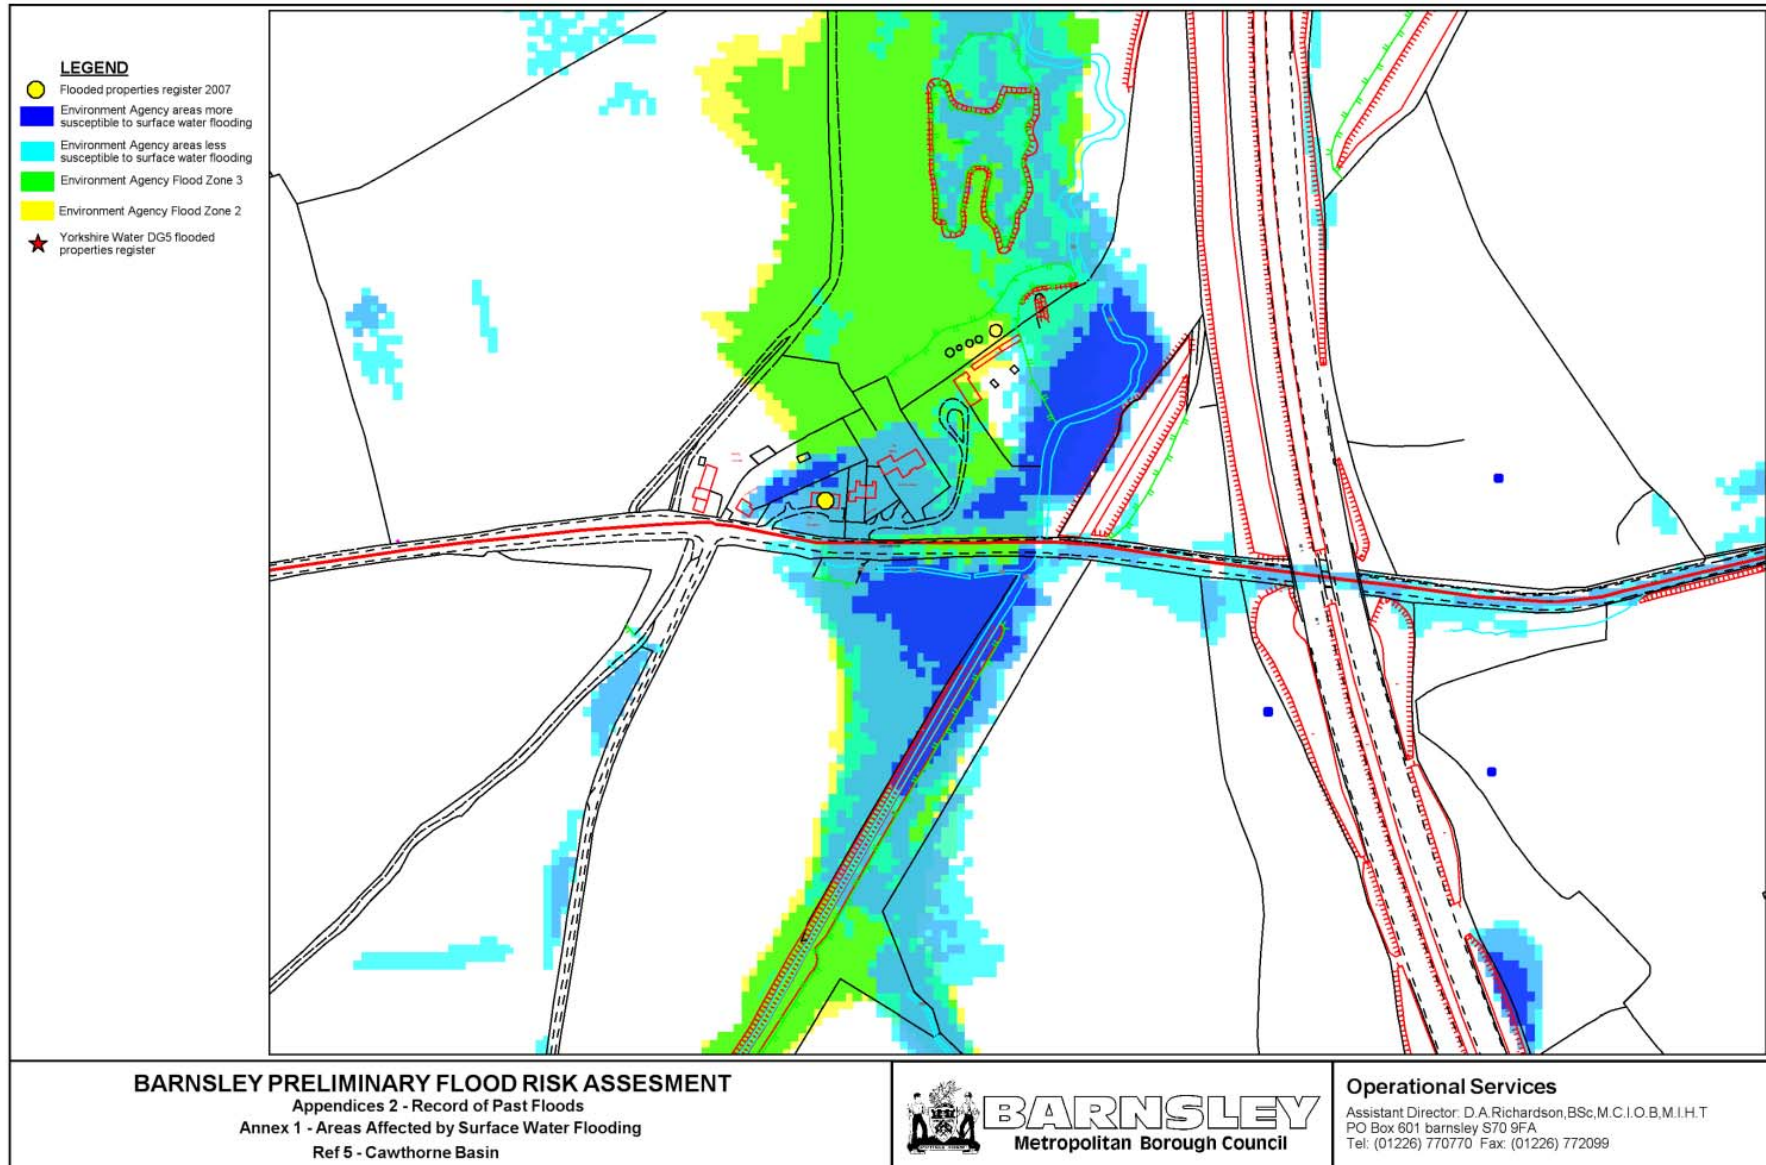 LEGEND
Flooded properties register 2007
Environment Agency areas more
susceptible to surface water flooding
Environment Agency areas less
susceptible to surface water flooding
Environment Agency Flood Zone 3
Environment Agency Flood Zone 2
Yorkshire Water DG5 flooded
properties register
BARNSLEY PRELIMINARY FLOOD RISK ASSESMENT
Appendices 2 - Record of Past Floods
Annex 1 - Areas Affected by Surface Water Flooding
Ref 5 - Cawthorne Basin
BARNSLEY
Metropolitan Borough Council
Operational Services
Assistant Director: D.A.Richardson,BSc,M.C.I.O.B,M.I.H.T
PO Box 601 barnsley S70 9FA
Tel: (01226) 770770 Fax: (01226) 772099